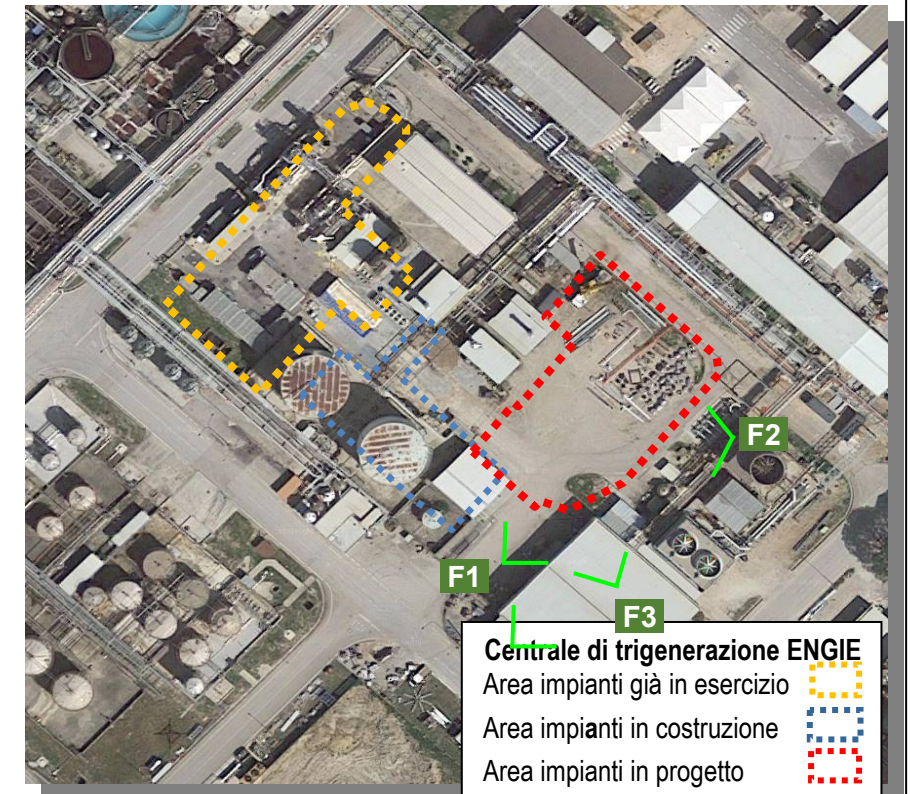 F2
F1
F3
Centrale di trigenerazione ENGIE
Area impianti già in esercizio
Area impianti in costruzione
Area impianti in progetto